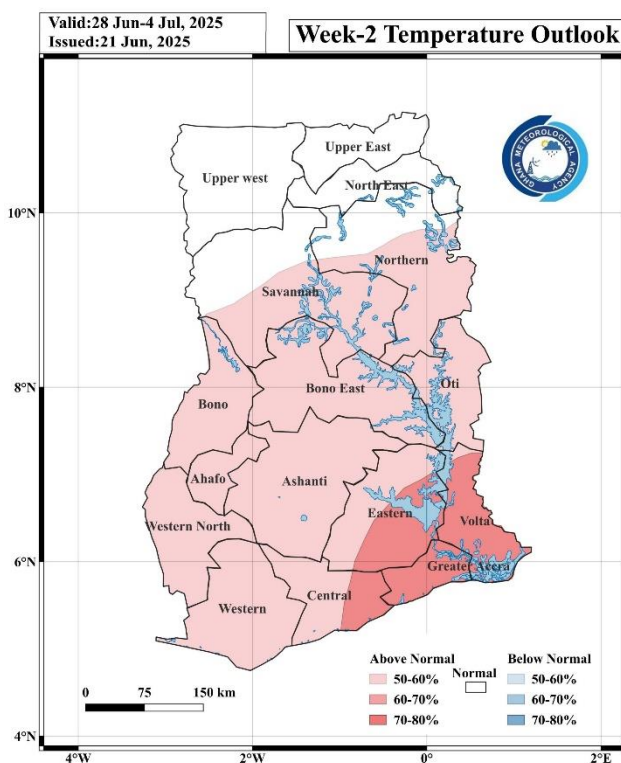 Valid:28 Jun-4 Jul, 2025
Issued:21 Jun, 2025
Week-2 Temperature Outlook
GHANA METEOROLOGICAL AGENCY
Upper East
Upper west
North East
10°N
Northern
Savannah
8°N
Bono East
Oti
Bono
Ahafo
Ashanti
Eastern
Volta
Western North
6°N
Greater Accra
Central
Western
Above Normal
Normal
Below Normal
50-60%
50-60%
60-70%
60-70%
70-80%
70-80%
0 75 150 km
4°N
4°W
2°W
0°
2°E